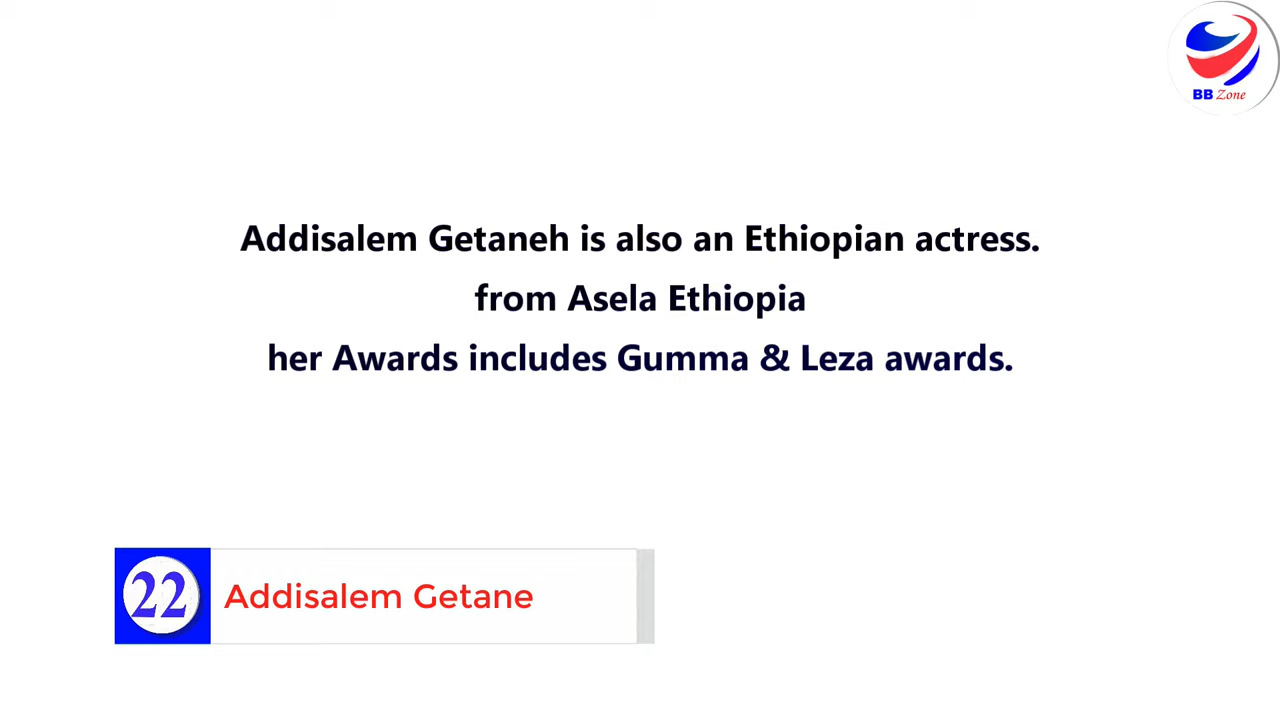 BB Zone
Addisalem Getaneh is also an Ethiopian actress.
from Asela Ethiopia
her Awards includes Gumma & Leza awards.
22
Addisalem Getane